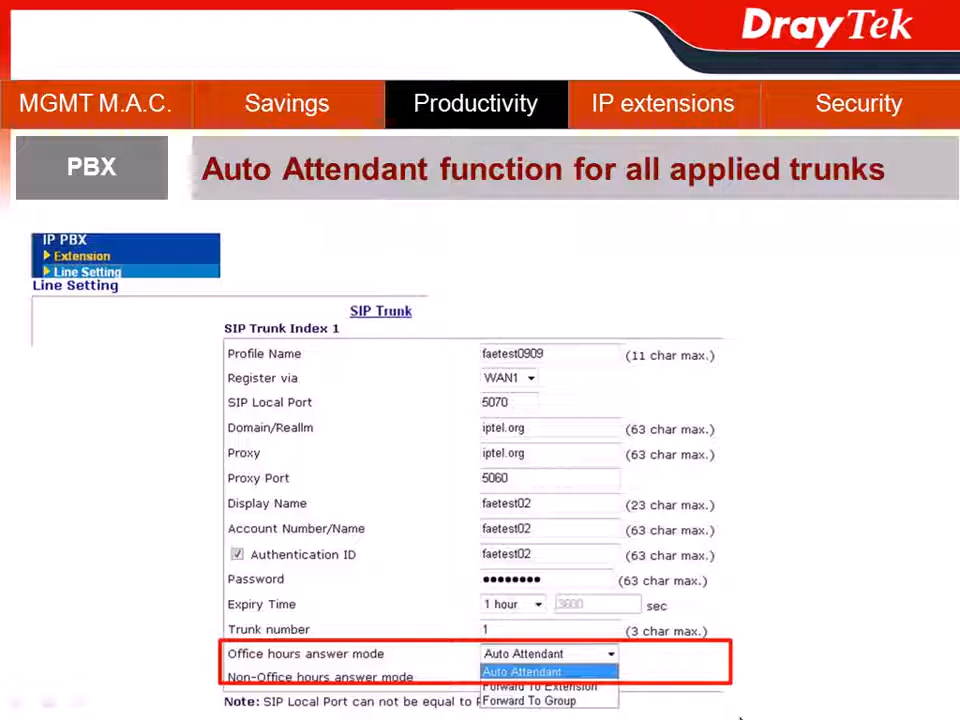 DrayTek
MGMT M.A.C. Savings Productivity IP extensions Security
PBX Auto Attendant function for all applied trunks
IP PBX
Extension
Line Setting
Line Setting
SIP Trunk
SIP Trunk Index 1
Profile Name faetest0909 (11 char max.)
Register via WAN1
SIP Local Port 5070
Domain/Reallm iptel.org (63 char max.)
Proxy iptel.org (63 char max.)
Proxy Port 5060
Display Name faetest02 (23 char max.)
Account Number/Name faetest02 (63 char max.)
Authentication ID faetest02 (63 char max.)
Password •••••••• (63 char max.)
Expiry Time 1 hour 3600 sec
Trunk number 1 (3 char max.)
Office hours answer mode Auto Attendant
Auto Attendant
Non-Office hours answer mode
Forward To Extension
Note: SIP Local Port can not be equal to
Forward To Group